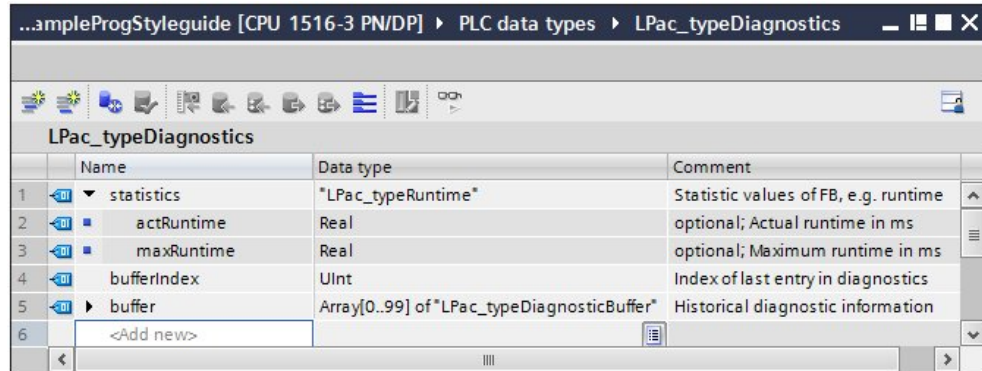 ...ampleProgStyleguide [CPU 1516-3 PN/DP] ▸ PLC data types ▸ LPac_typeDiagnostics
LPac_typeDiagnostics
Name Data type Comment
1 statistics "LPac_typeRuntime" Statistic values of FB, e.g. runtime
2 actRuntime Real optional; Actual runtime in ms
3 maxRuntime Real optional; Maximum runtime in ms
4 bufferIndex UInt Index of last entry in diagnostics
5 buffer Array[0..99] of "LPac_typeDiagnosticBuffer" Historical diagnostic information
6 <Add new>